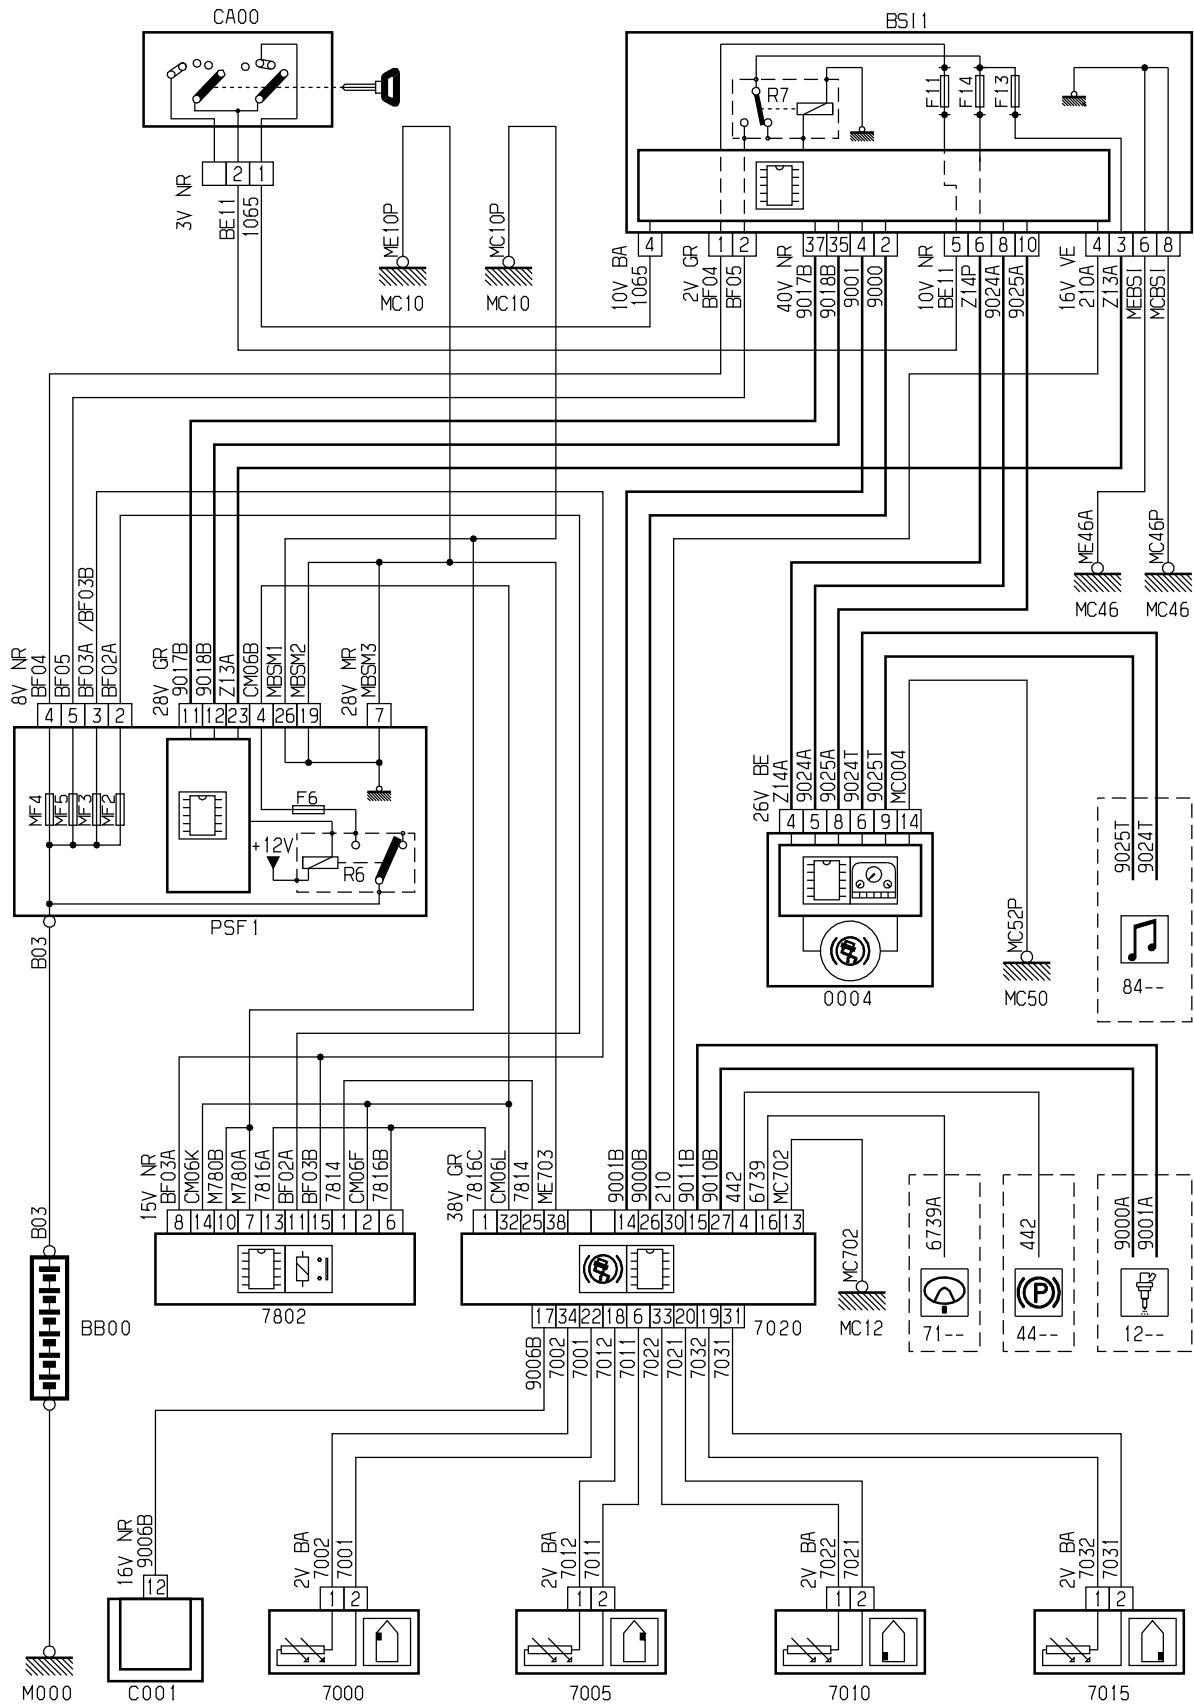 CA00
BSI1
R7
F11
F14
F13
2 1
3V NR
BE11
1065
ME10P
MC10
MC10P
MC10
4 1 2 37 35 4 2 5 6 8 10 4 3 6 8
10V BA
1065
2V GR
BF04
BF05
40V NR
9017B
9018B
9001
9000
10V NR
BE11
Z14P
9024A
9025A
16V VE
210A
Z13A
MEBSI
MCBSI
ME46A
MC46
MC46P
MC46
8V NR
BF04
BF05
BF03A /BF03B
BF02A
28V GR
9017B
9018B
Z13A
CM06B
MBSM1
MBSM2
28V MR
MBSM3
4 5 3 2 11 12 23 4 26 19 7
MF4
MF5
MF3
MF2
F6
+12V
R6
PSF1
B03
26V BE
Z14A
9024A
9025A
9024T
9025T
MC004
4 5 8 6 9 14
0004
MC52P
MC50
9025T
9024T
84--
15V NR
BF03A
CM06K
M780B
M780A
7816A
BF02A
BF03B
7814
CM06F
7816B
8 14 10 7 13 11 15 1 2 6
7802
38V GR
7816C
CM06L
7814
ME703
9001B
9000B
210
9011B
9010B
442
6739
MC702
1 32 25 38 14 26 30 15 27 4 16 13
7020
MC702
MC12
6739A
71--
442
44--
9000A
9001A
12--
B03
BB00
17 34 22 18 6 33 20 19 31
9006B
7002
7001
7012
7011
7022
7021
7032
7031
16V NR
9006B
12
2V BA
7002
7001
1 2
2V BA
7012
7011
1 2
2V BA
7022
7021
1 2
2V BA
7032
7031
1 2
M000
C001
7000
7005
7010
7015